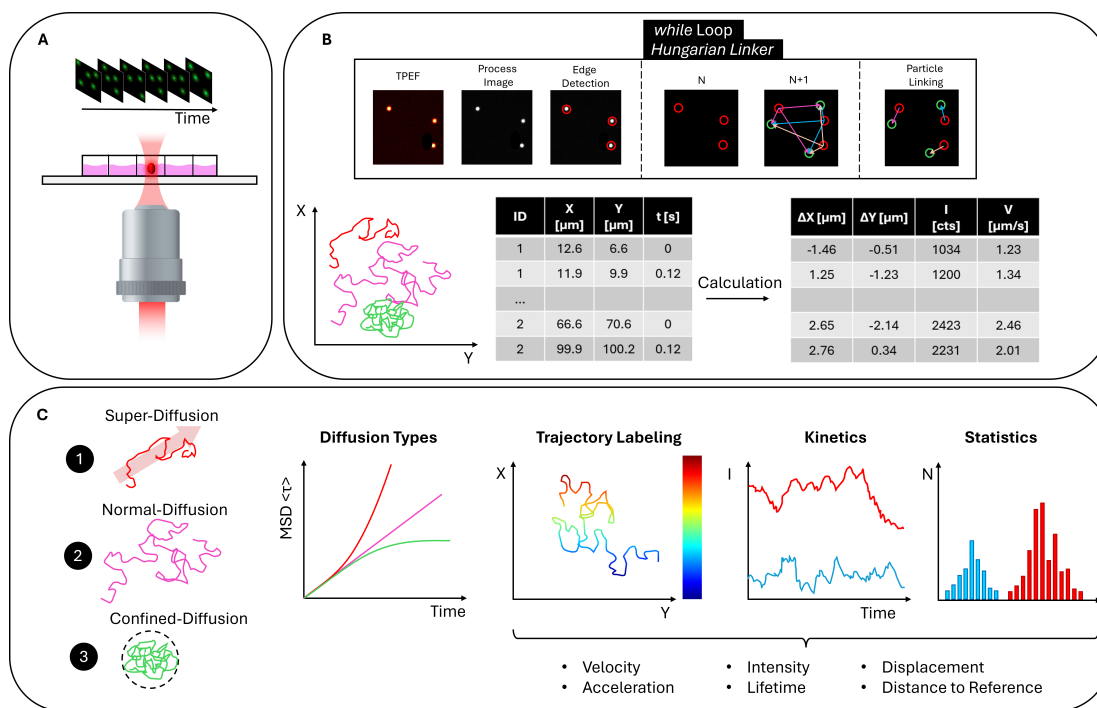 A
Time
B
while Loop
Hungarian Linker
TPEF
Process
Image
Edge
Detection
N
N+1
Particle
Linking
X
Y
ID X [µm] Y [µm] t [s]
1 12.6 6.6 0
1 11.9 9.9 0.12
...
2 66.6 70.6 0
2 99.9 100.2 0.12
Calculation
ΔX [µm] ΔY [µm] I [cts] V [µm/s]
-1.46 -0.51 1034 1.23
1.25 -1.23 1200 1.34
2.65 -2.14 2423 2.46
2.76 0.34 2231 2.01
C
Super-Diffusion
1
Normal-Diffusion
2
Confined-Diffusion
3
Diffusion Types
MSD <τ>
Time
Trajectory Labeling
X
Y
Kinetics
I
Time
Statistics
N
• Velocity
• Acceleration
• Intensity
• Lifetime
• Displacement
• Distance to Reference